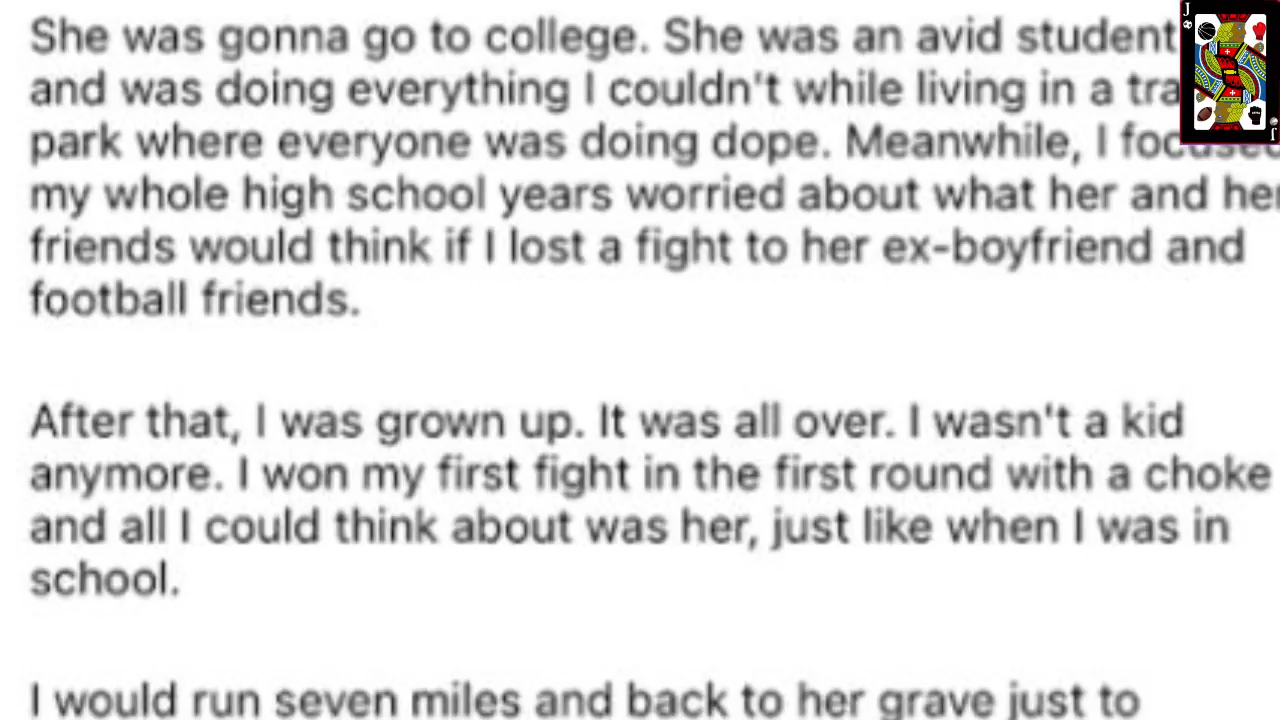 She was gonna go to college. She was an avid student
and was doing everything I couldn't while living in a
park where everyone was doing dope. Meanwhile, I focused
my whole high school years worried about what her and her
friends would think if I lost a fight to her ex-boyfriend and
football friends.
After that, I was grown up. It was all over. I wasn't a kid
anymore. I won my first fight in the first round with a choke
and all I could think about was her, just like when I was in
school.
I would run seven miles and back to her grave just to
J
J